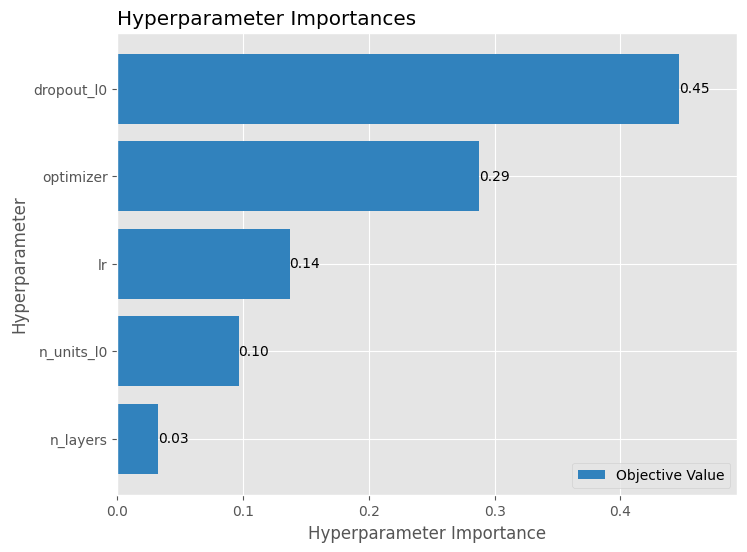 Hyperparameter Importances
Hyperparameter
dropout_l0
0.45
optimizer
0.29
lr
0.14
n_units_l0
0.10
n_layers
0.03
Objective Value
0.0 0.1 0.2 0.3 0.4
Hyperparameter Importance